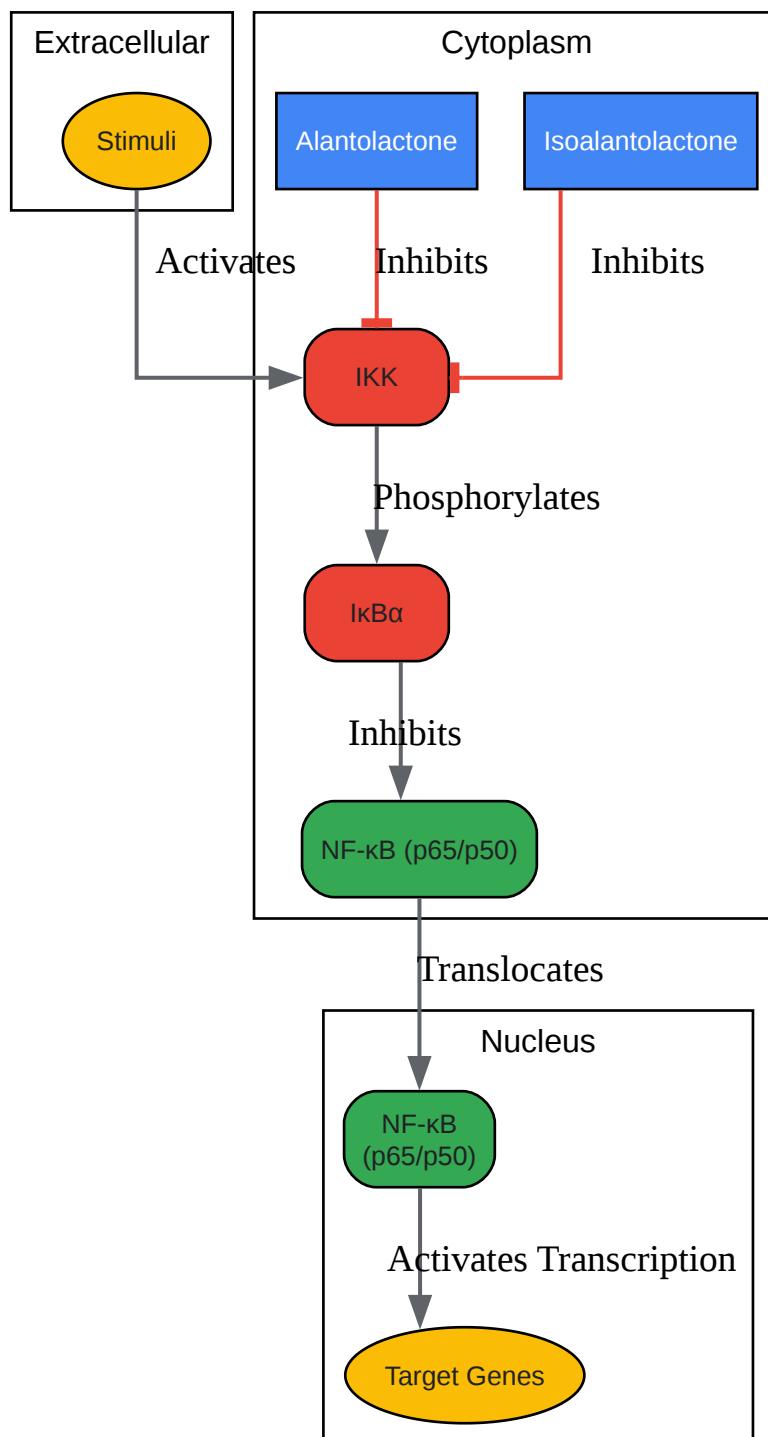 Extracellular
Cytoplasm
Stimuli
Alantolactone
Isoalantolactone
Activates
Inhibits
Inhibits
IKK
Phosphorylates
IκBα
Inhibits
NF-κB (p65/p50)
Translocates
Nucleus
NF-κB
(p65/p50)
Activates Transcription
Target Genes